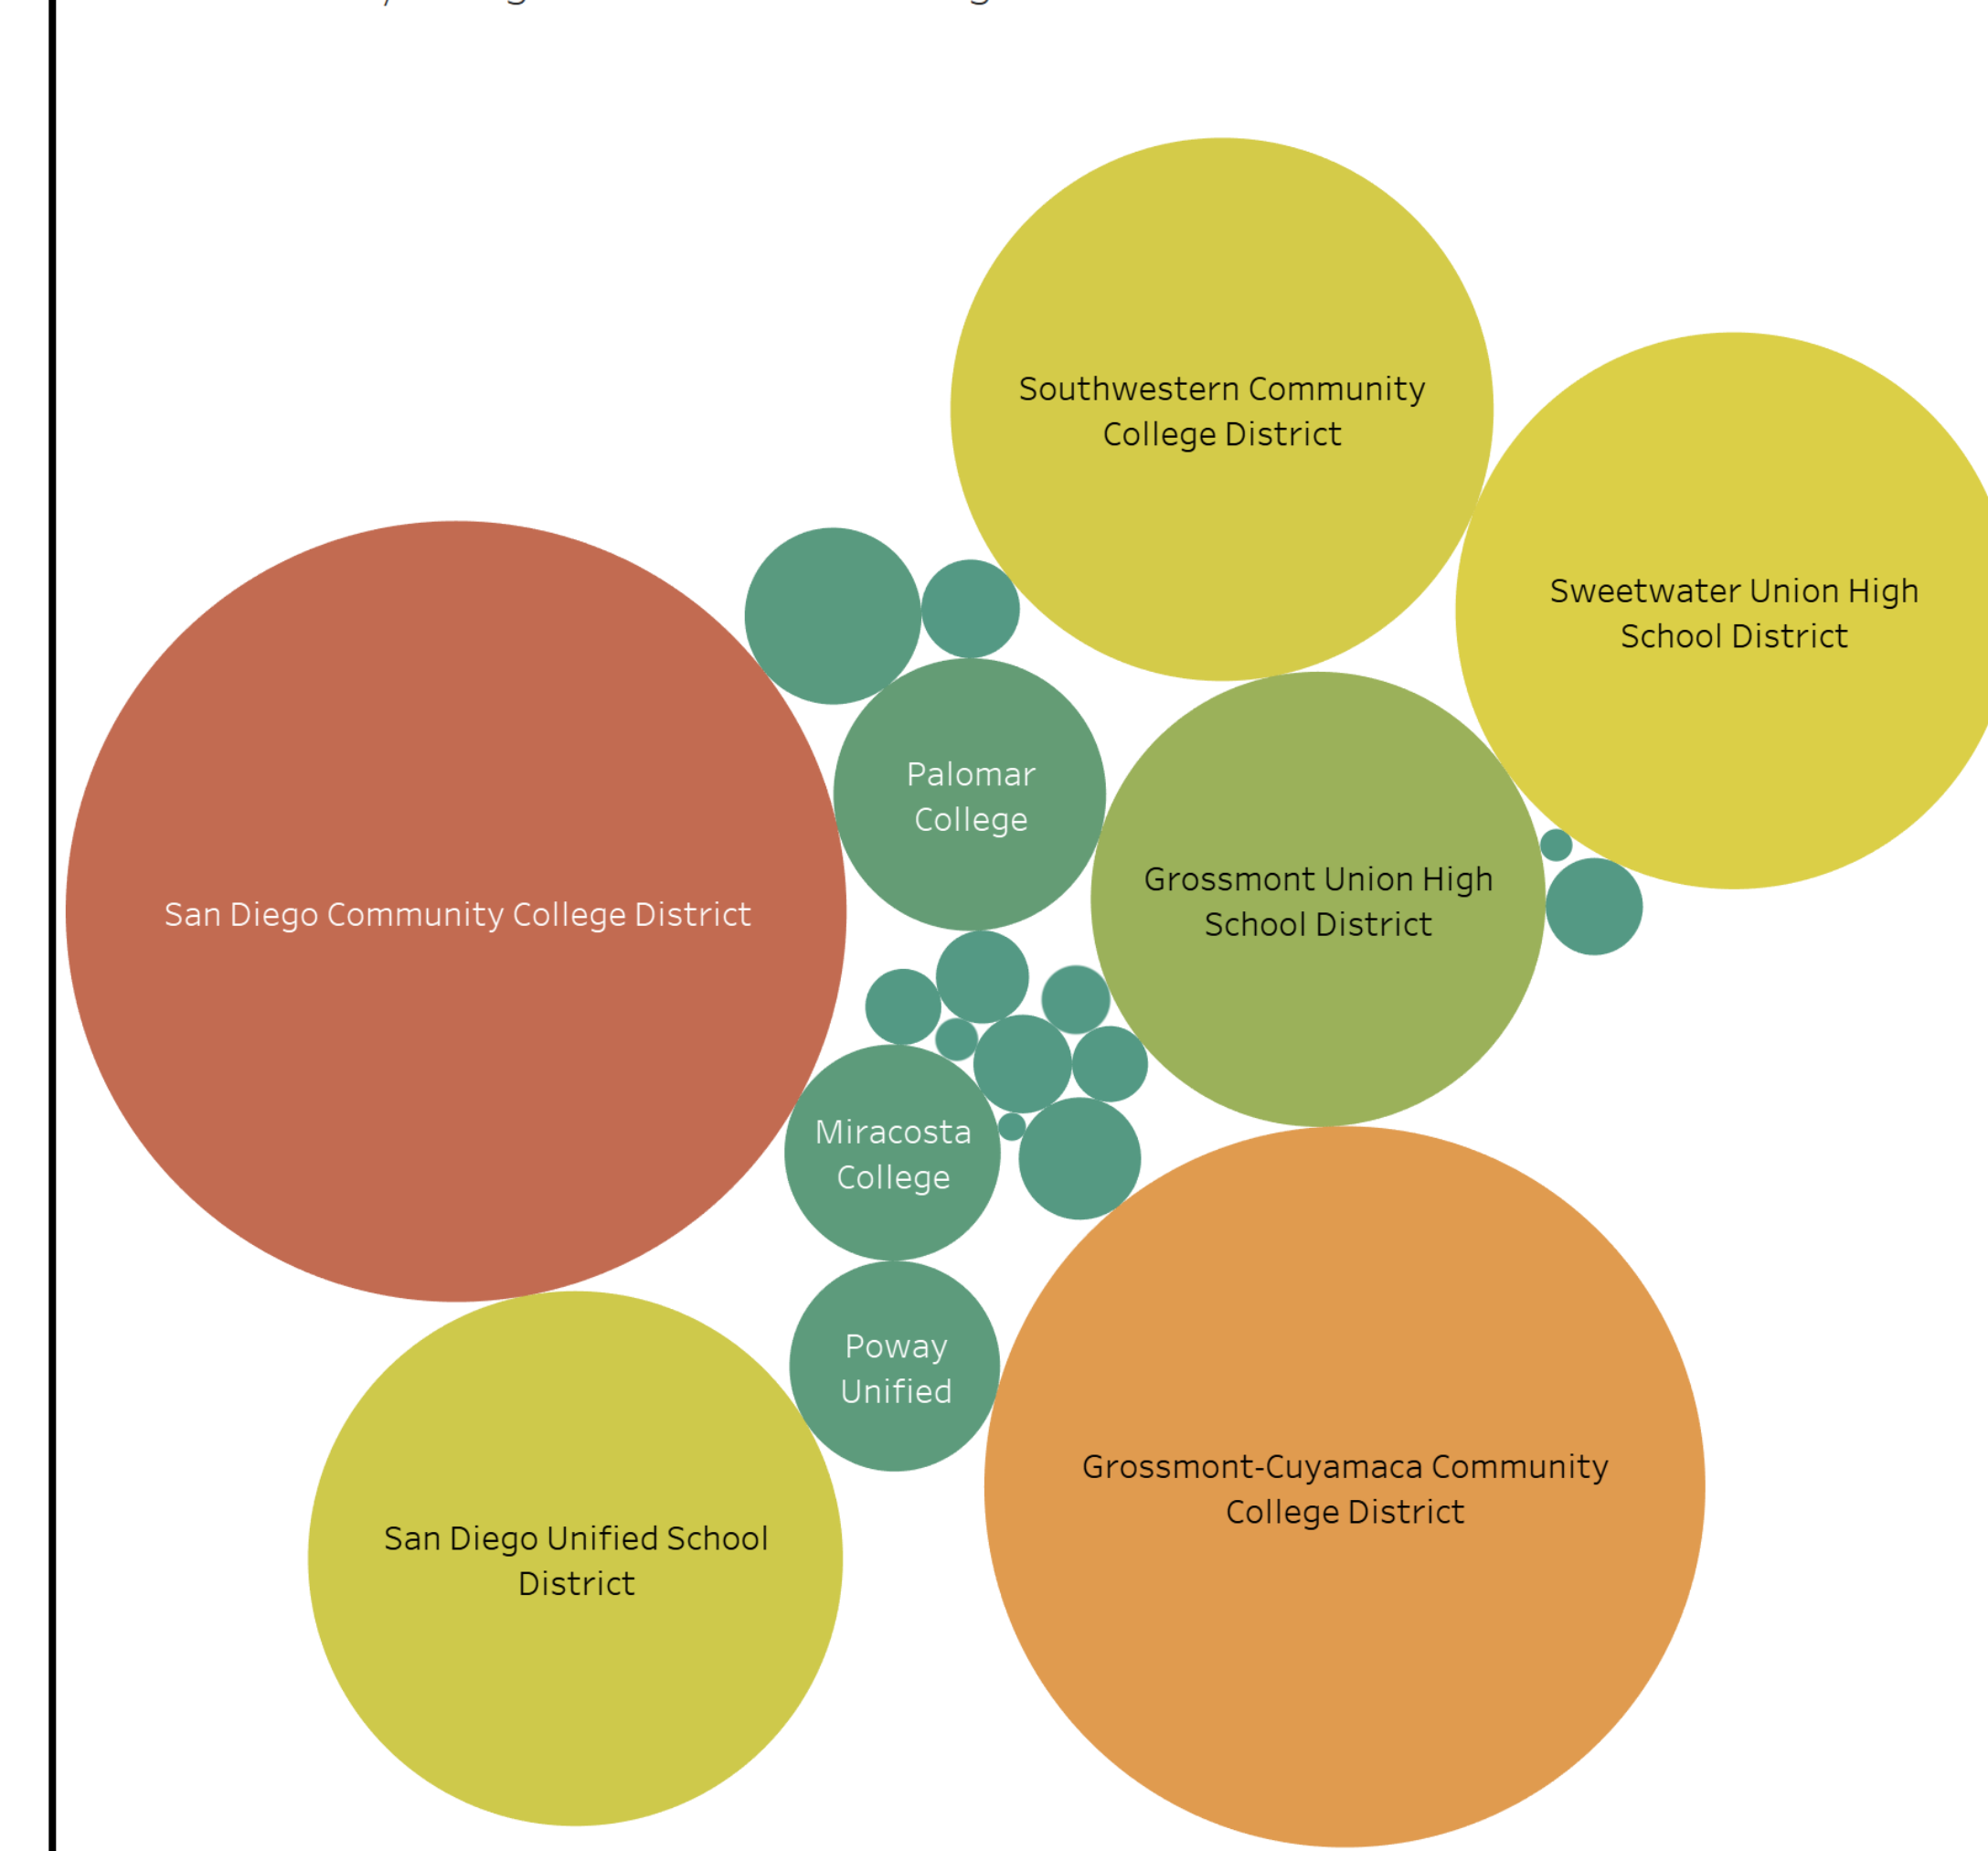 Southwestern Community
College District
Sweetwater Union High
School District
Palomar
College
Grossmont Union High
School District
San Diego Community College District
Miracosta
College
Poway
Unified
Grossmont-Cuyamaca Community
College District
San Diego Unified School
District